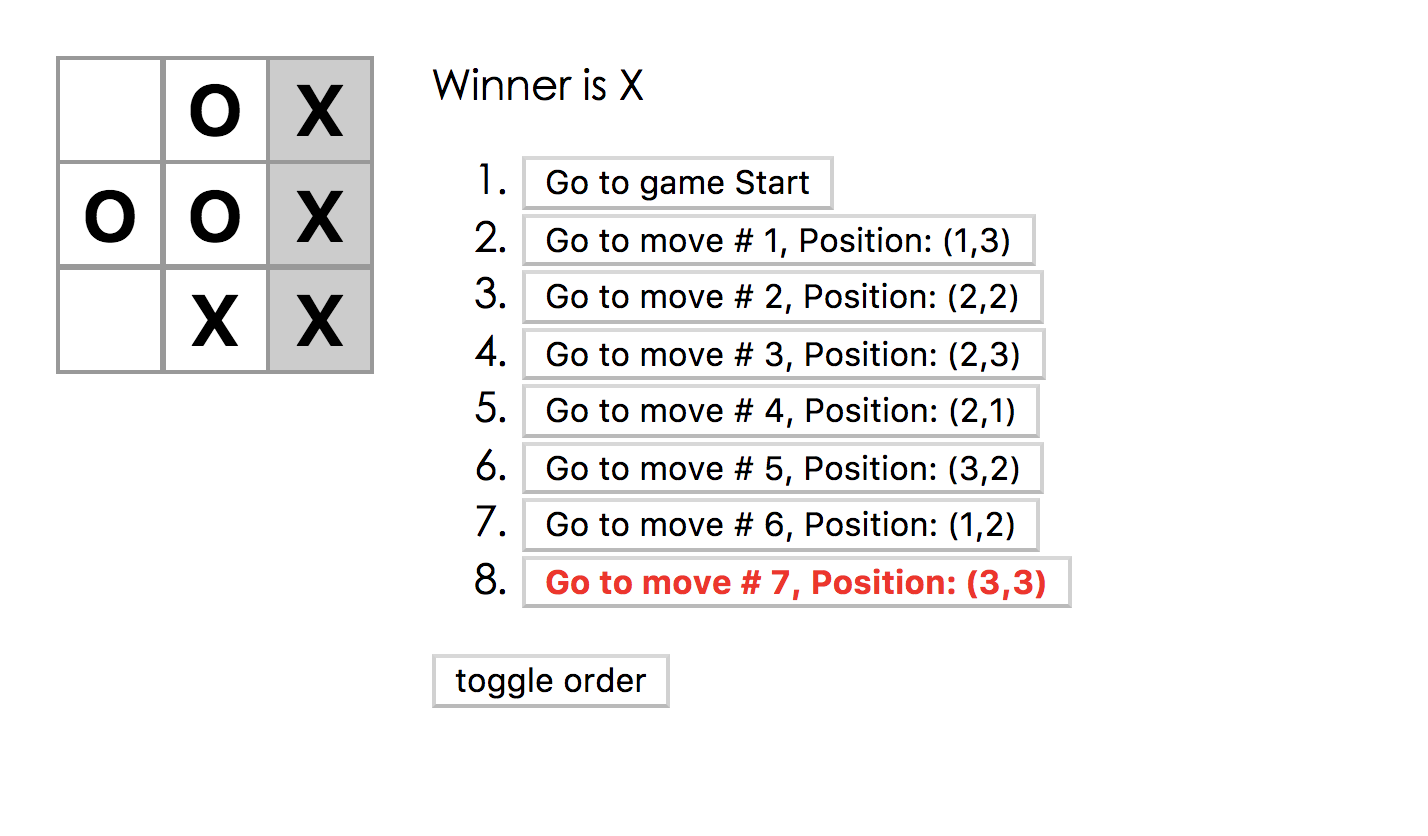 O X
O O X
X X
Winner is X
1. Go to game Start
2. Go to move # 1, Position: (1,3)
3. Go to move # 2, Position: (2,2)
4. Go to move # 3, Position: (2,3)
5. Go to move # 4, Position: (2,1)
6. Go to move # 5, Position: (3,2)
7. Go to move # 6, Position: (1,2)
8. Go to move # 7, Position: (3,3)
toggle order